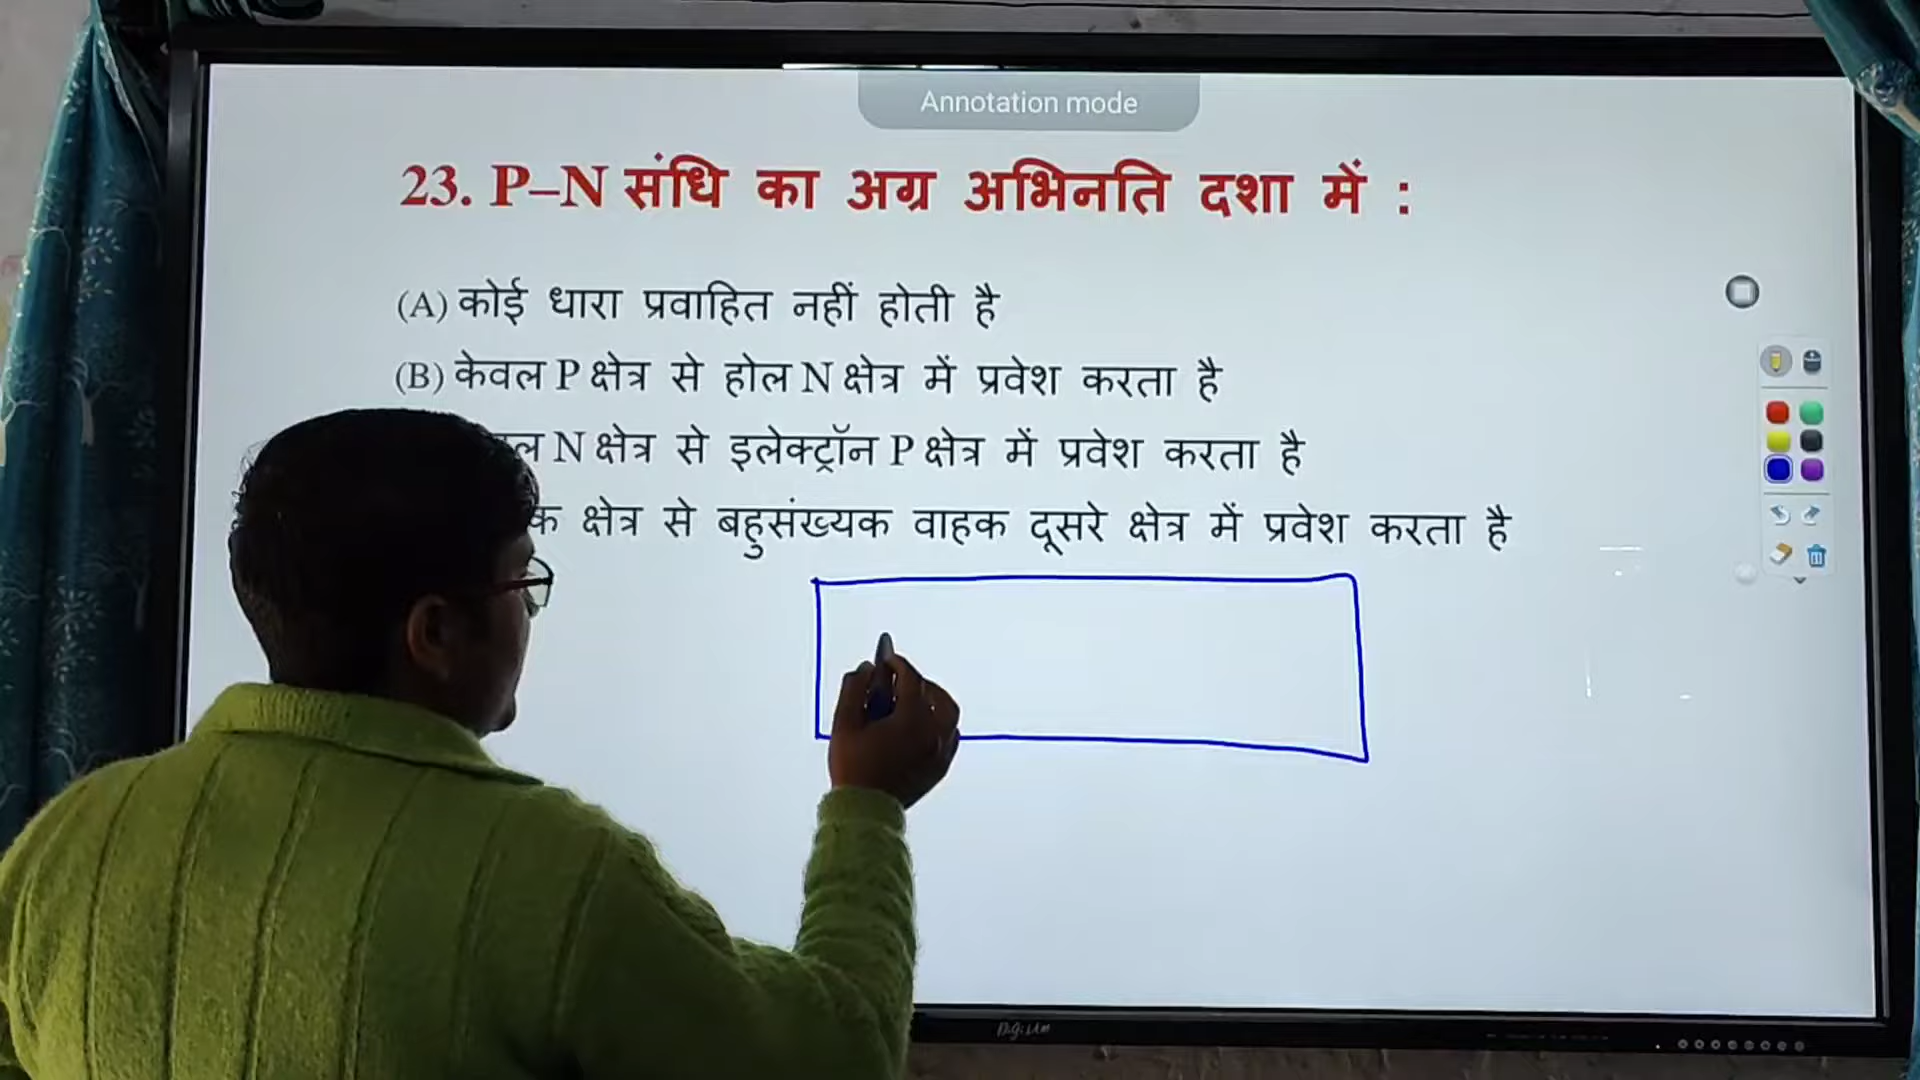 Annotation mode
23. P–N संधि का अग्र अभिनति दशा में :
(A) कोई धारा प्रवाहित नहीं होती है
(B) केवल P क्षेत्र से होल N क्षेत्र में प्रवेश करता है
N क्षेत्र से इलेक्ट्रॉन P क्षेत्र में प्रवेश करता है
क्षेत्र से बहुसंख्यक वाहक दूसरे क्षेत्र में प्रवेश करता है